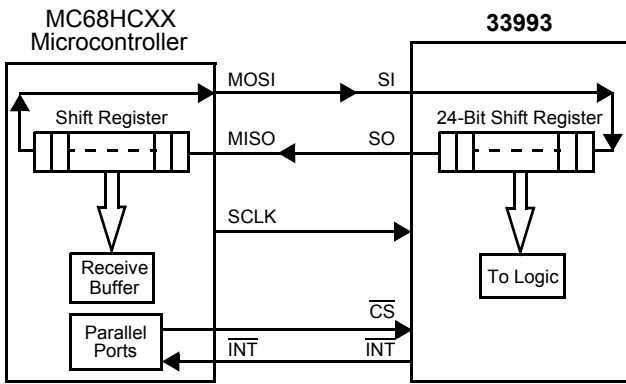 MC68HCXX
Microcontroller
33993
MOSI
SI
Shift Register
24-Bit Shift Register
MISO
SO
SCLK
Receive
Buffer
To Logic
CS
Parallel
Ports
INT
INT